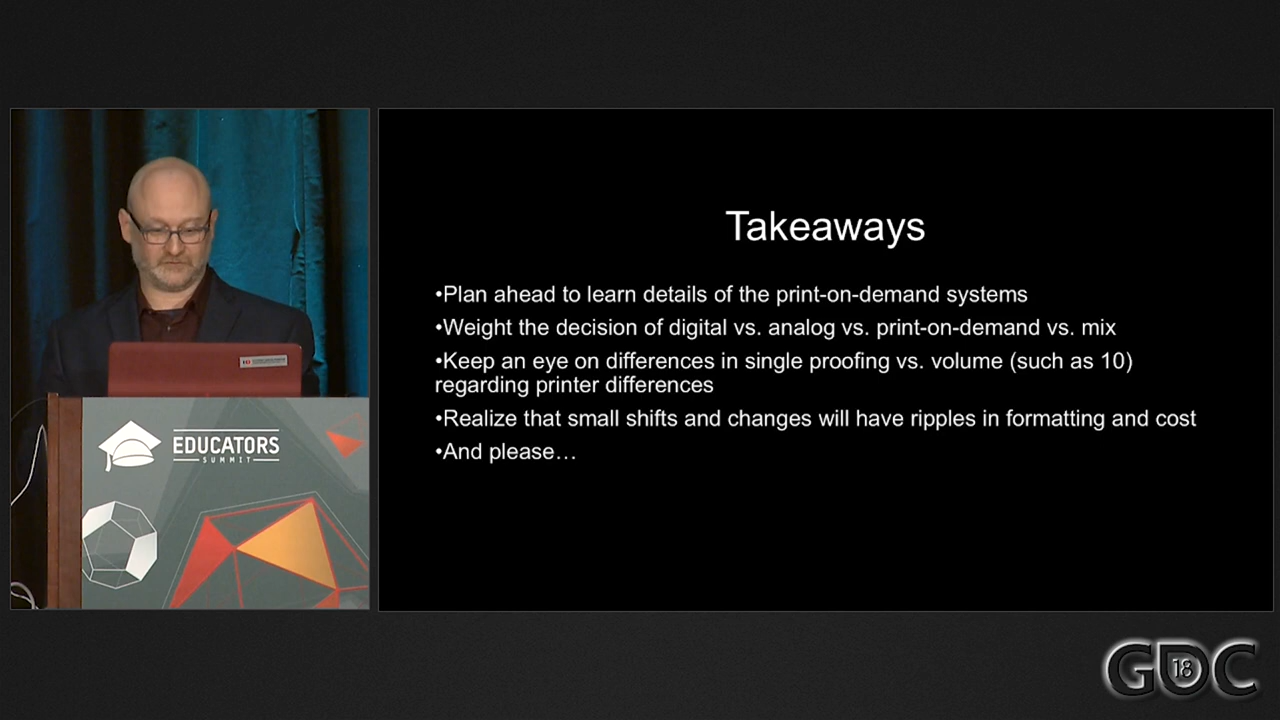 Takeaways
•Plan ahead to learn details of the print-on-demand systems
•Weight the decision of digital vs. analog vs. print-on-demand vs. mix
•Keep an eye on differences in single proofing vs. volume (such as 10)
regarding printer differences
•Realize that small shifts and changes will have ripples in formatting and cost
•And please…
EDUCATORS
SUMMIT
GDC
18